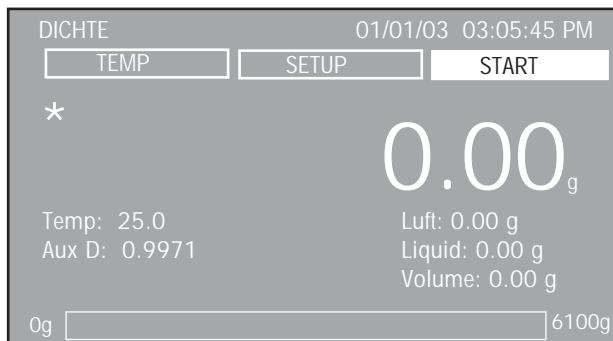 DICHTE 01/01/03 03:05:45 PM
TEMP SETUP START
*
0.00g
Temp: 25.0 Luft: 0.00 g
Aux D: 0.9971 Liquid: 0.00 g
Volume: 0.00 g
0g 6100g